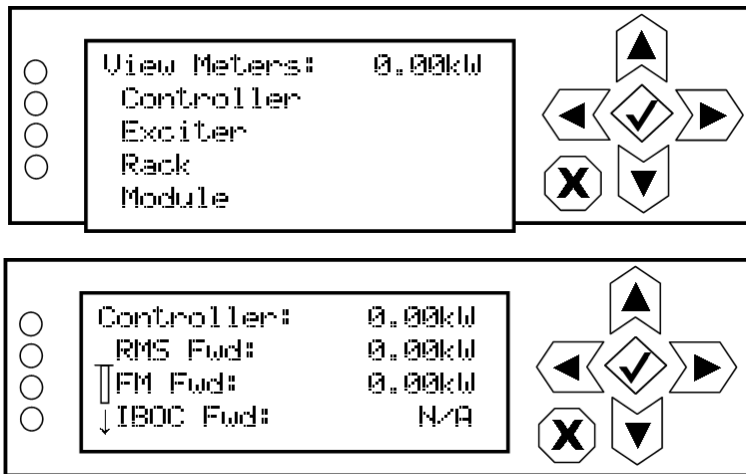 View Meters: 0.00kW
Controller
Exciter
Rack
Module
X
Controller: 0.00kW
RMS Fwd: 0.00kW
FM Fwd: 0.00kW
↓IBOC Fwd: N/A
X